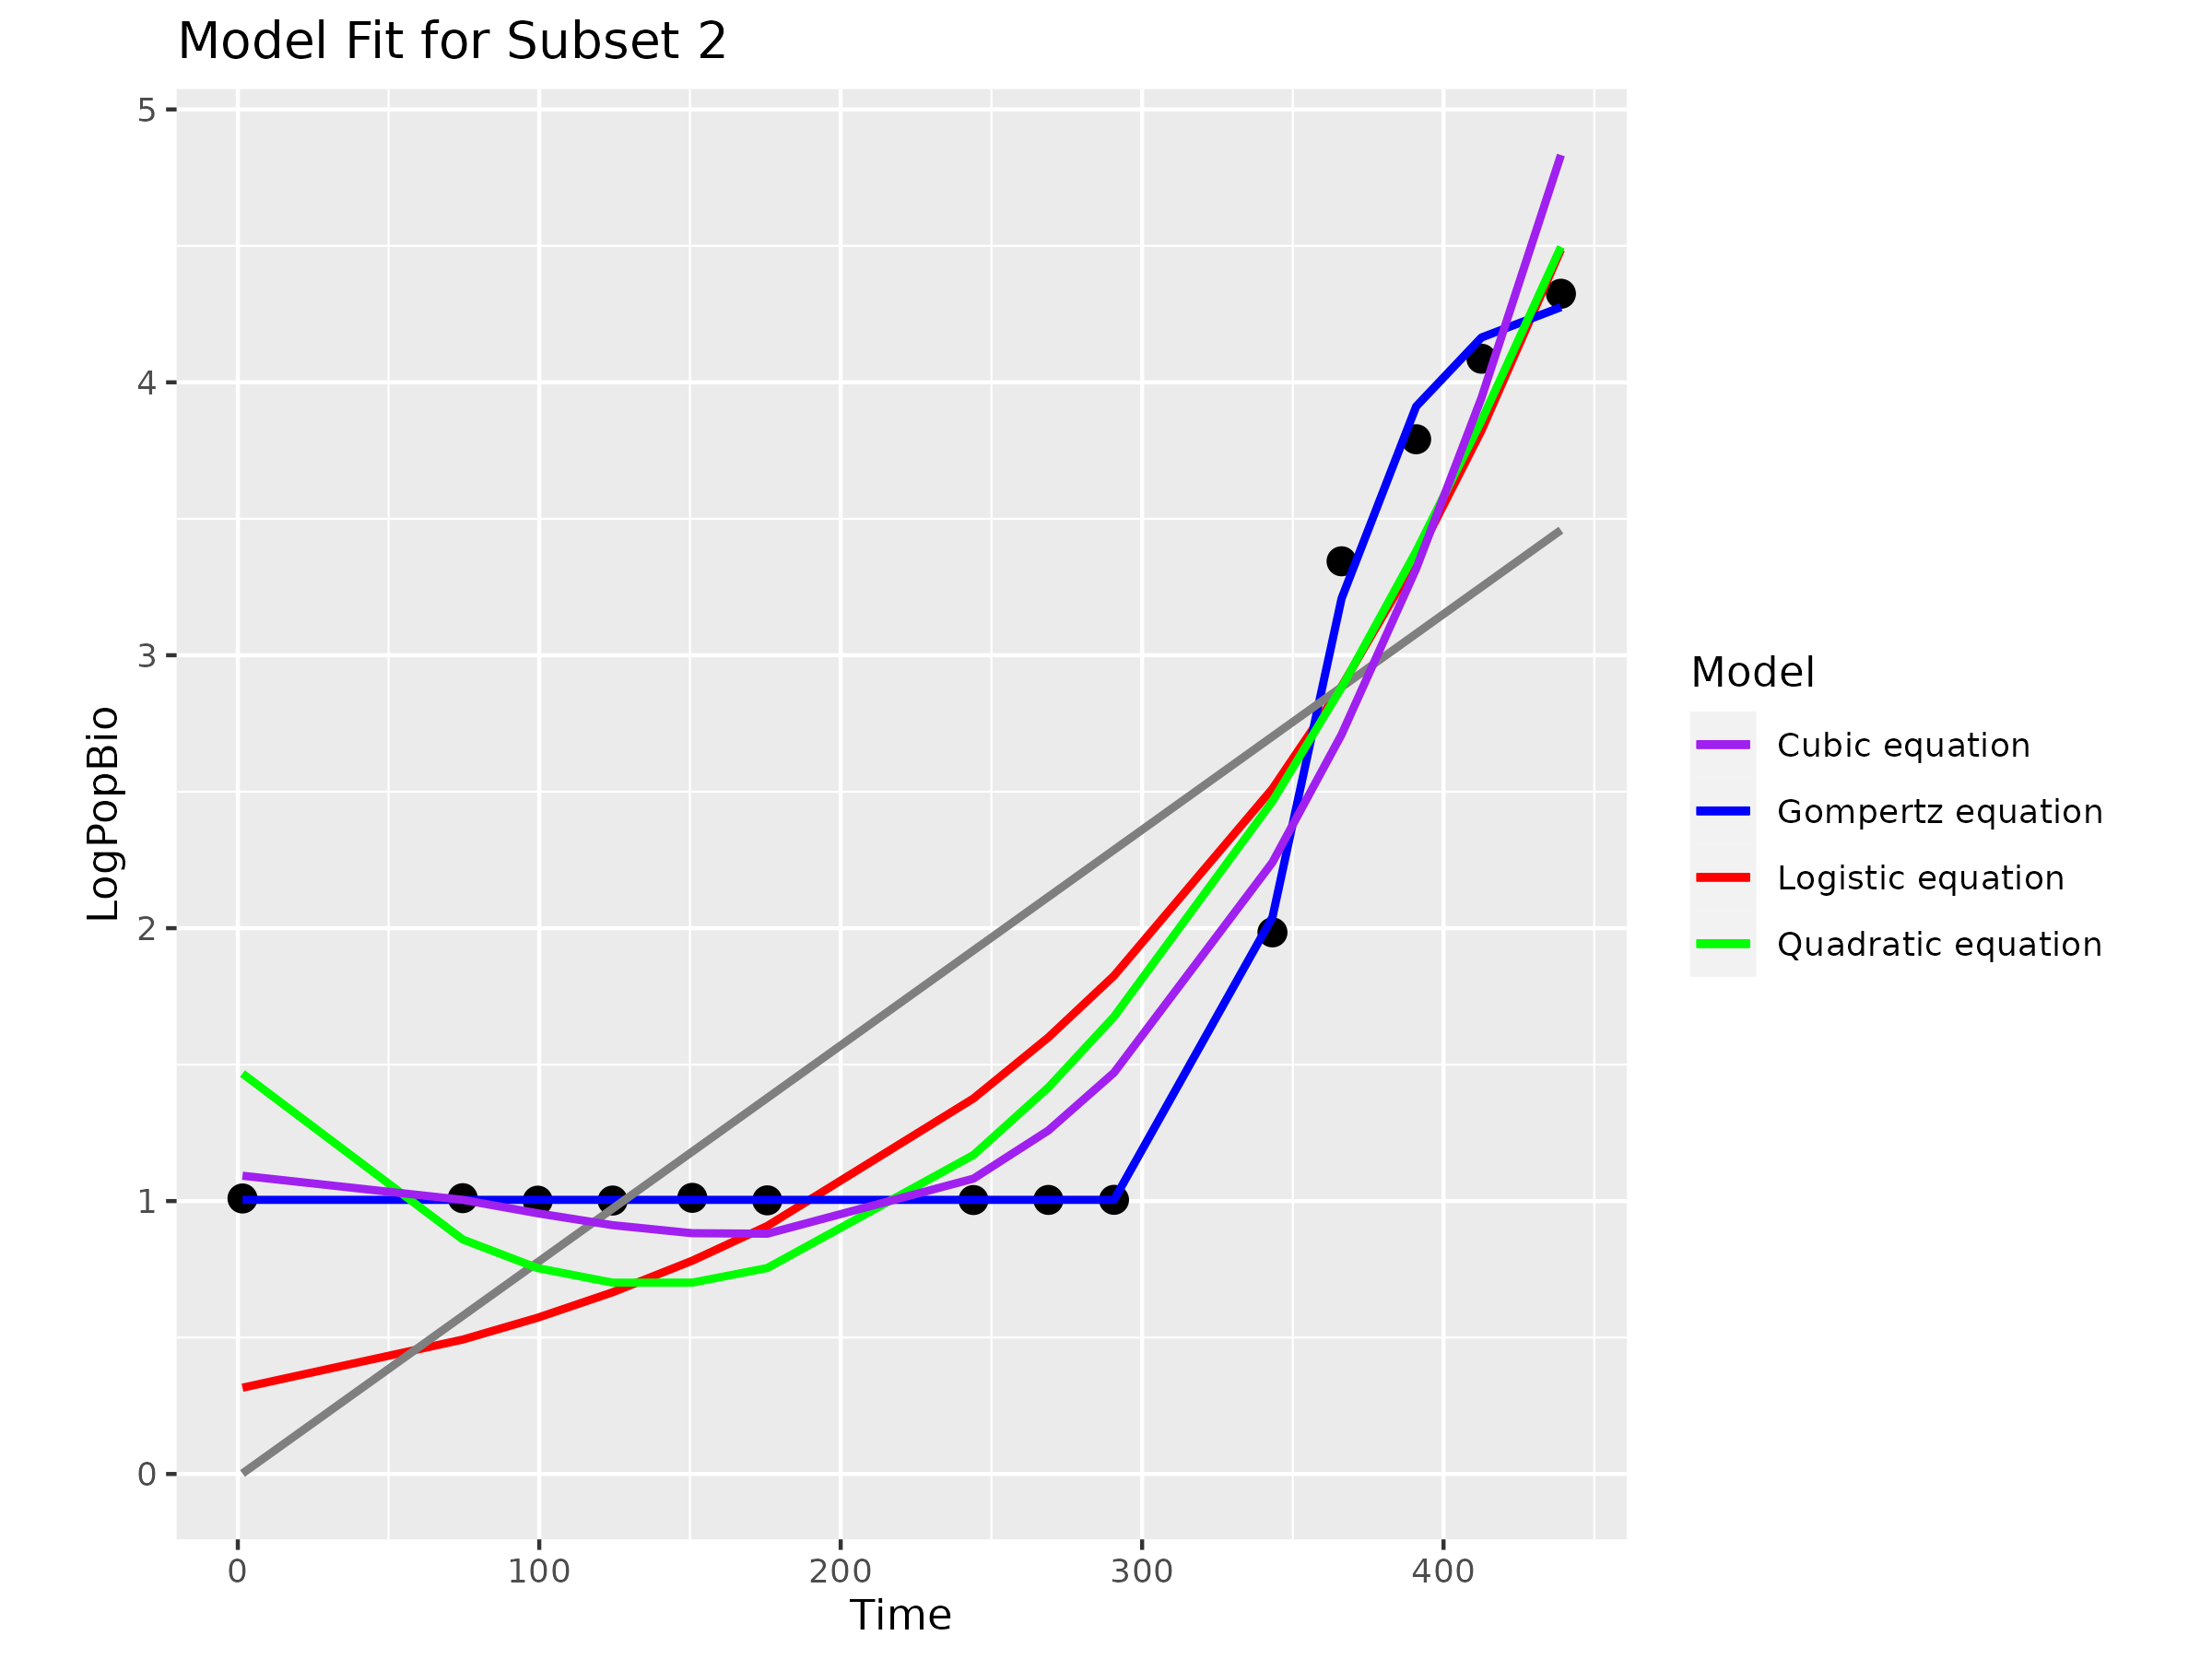 Model Fit for Subset 2
5
4
3
2
1
0
LogPopBio
0 100 200 300 400
Time
Model
Cubic equation
Gompertz equation
Logistic equation
Quadratic equation